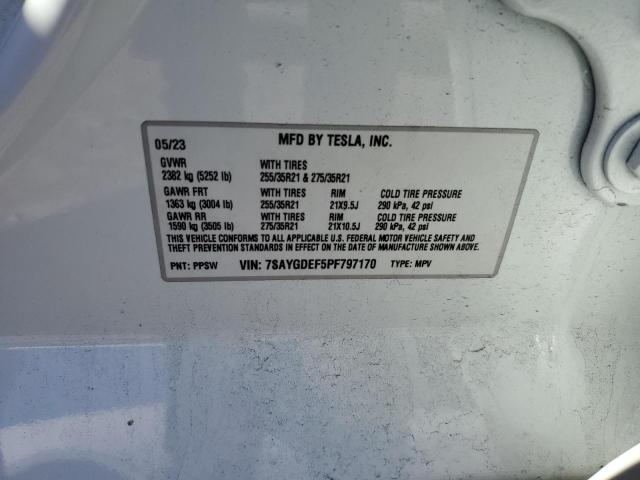 05/23 MFD BY TESLA, INC.
GVWR WITH TIRES
2382 kg (5252 lb) 255/35R21 & 275/35R21
GAWR FRT WITH TIRES RIM COLD TIRE PRESSURE
1363 kg (3004 lb) 255/35R21 21X9.5J 290 kPa, 42 psi
GAWR RR WITH TIRES RIM COLD TIRE PRESSURE
1590 kg (3505 lb) 275/35R21 21X10.5J 290 kPa, 42 psi
THIS VEHICLE CONFORMS TO ALL APPLICABLE U.S. FEDERAL MOTOR VEHICLE SAFETY AND
THEFT PREVENTION STANDARDS IN EFFECT ON THE DATE OF MANUFACTURE SHOWN ABOVE.
PNT: PPSW VIN: 7SAYGDEF5PF797170 TYPE: MPV